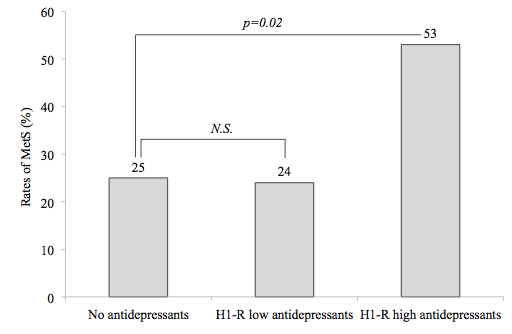 60
50
40
30
20
10
0
Rates of MetS (%)
p=0.02
53
N.S.
25
24
No antidepressants
H1-R low antidepressants
H1-R high antidepressants